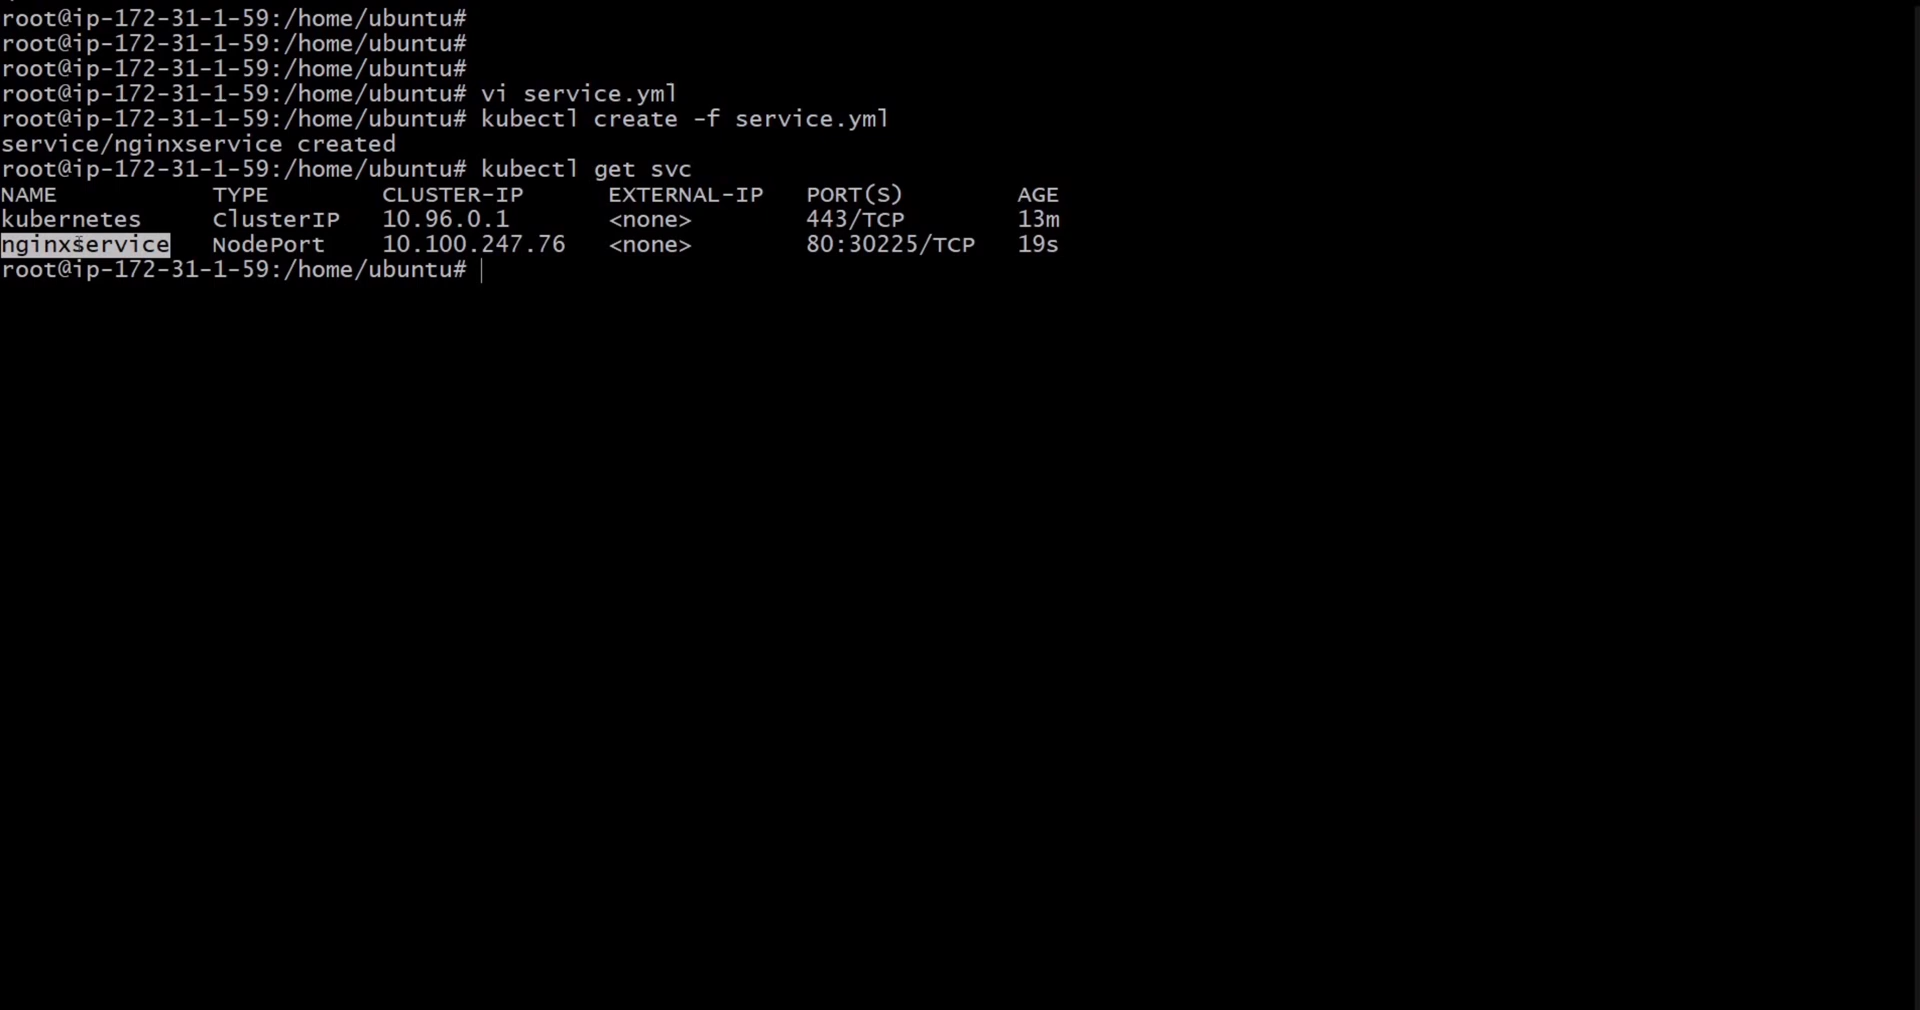 root@ip-172-31-1-59:/home/ubuntu#
root@ip-172-31-1-59:/home/ubuntu#
root@ip-172-31-1-59:/home/ubuntu#
root@ip-172-31-1-59:/home/ubuntu# vi service.yml
root@ip-172-31-1-59:/home/ubuntu# kubectl create -f service.yml
service/nginxservice created
root@ip-172-31-1-59:/home/ubuntu# kubectl get svc
NAME TYPE CLUSTER-IP EXTERNAL-IP PORT(S) AGE
kubernetes ClusterIP 10.96.0.1 <none> 443/TCP 13m
nginxservice NodePort 10.100.247.76 <none> 80:30225/TCP 19s
root@ip-172-31-1-59:/home/ubuntu#